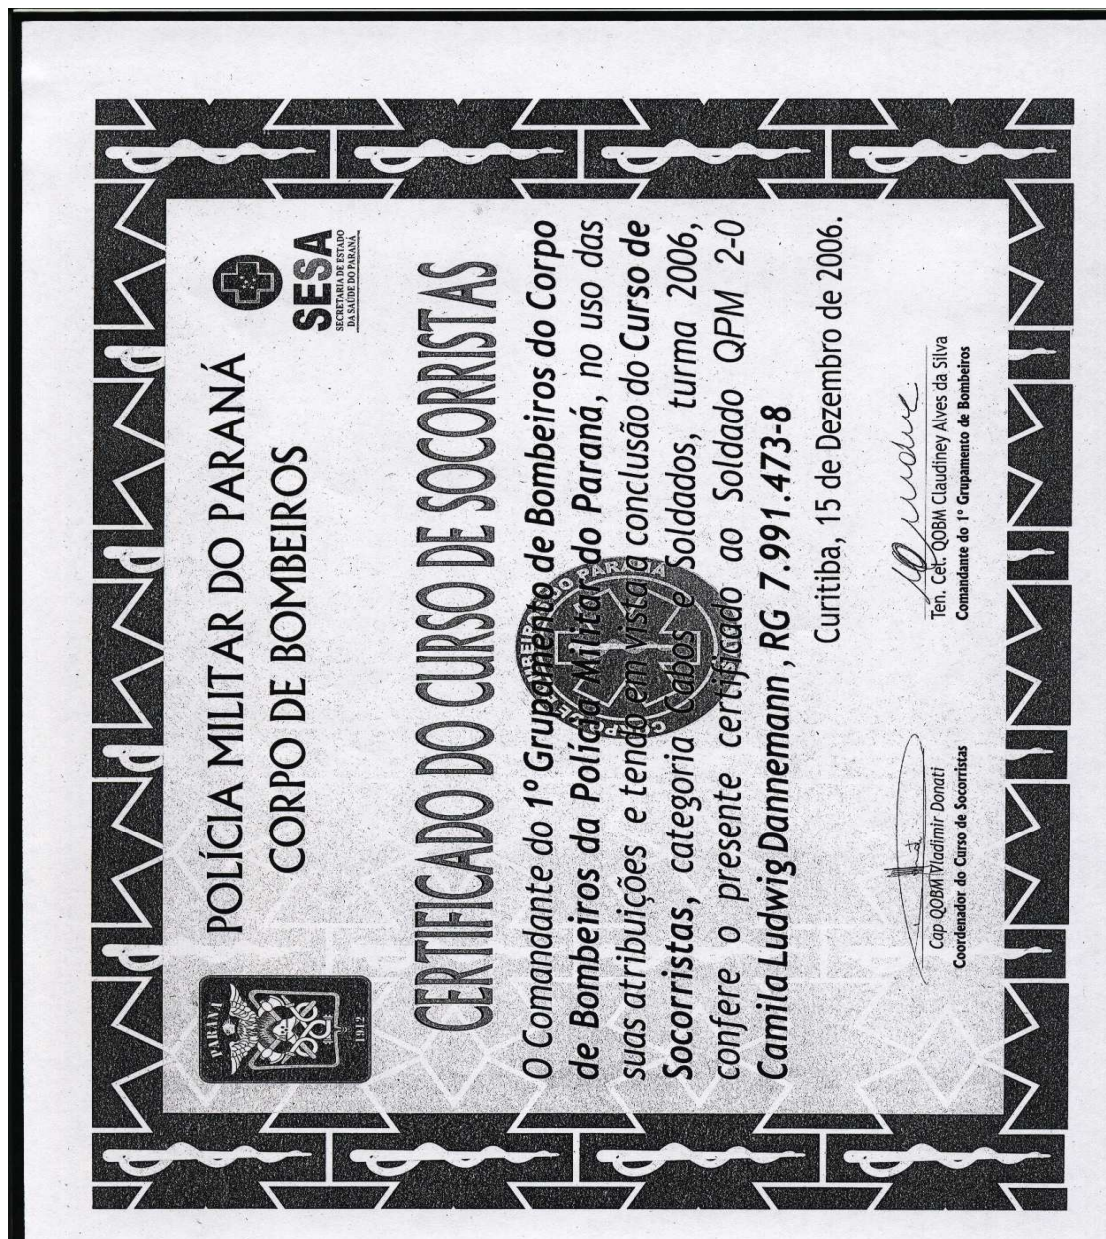 POLÍCIA MILITAR DO PARANÁ
CORPO DE BOMBEIROS
PARANÁ
1912
SESA
SECRETARIA DE ESTADO
DA SAÚDE DO PARANÁ
CERTIFICADO DO CURSO DE SOCORRISTAS
O Comandante do 1º Grupamento de Bombeiros do Corpo
de Bombeiros da Polícia Militar do Paraná, no uso das
suas atribuições e tendo em vista a conclusão do Curso de
Socorristas, categoria Cabos e Soldados, turma 2006,
confere o presente certificado ao Soldado QPM 2-0
Camila Ludwig Dannemann, RG 7.991.473-8
Curitiba, 15 de Dezembro de 2006.
Cap QOBM Vladimir Donati
Coordenador do Curso de Socorristas
Ten. Cel. QOBM Claudiney Alves da Silva
Comandante do 1º Grupamento de Bombeiros